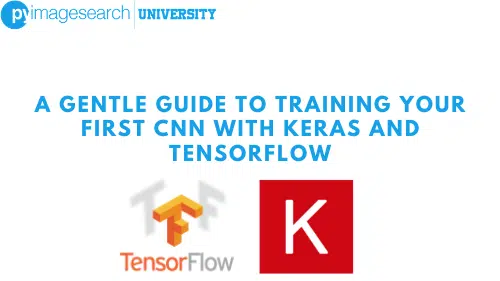 pyimagesearch UNIVERSITY
A GENTLE GUIDE TO TRAINING YOUR
FIRST CNN WITH KERAS AND
TENSORFLOW
TensorFlow K